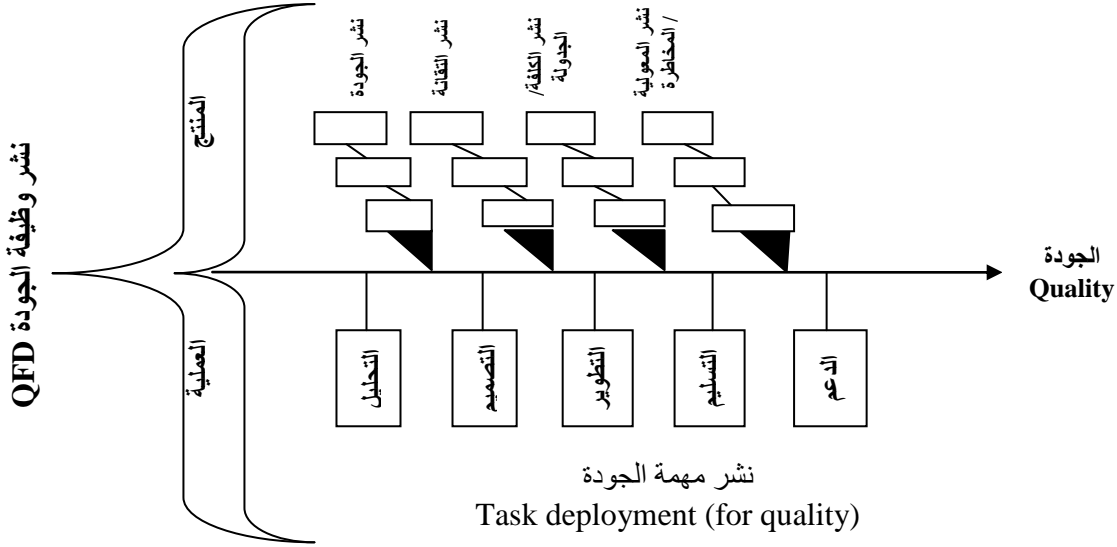 نشر وظيفة الجودة QFD
المنتج
العملية
نشر الجودة
نشر التقانة
نشر الكلفة/
الجدولة
نشر المعولية
/ المخاطرة
الجودة
Quality
التحليل
التصميم
التطوير
التسليم
الدعم
نشر مهمة الجودة
Task deployment (for quality)